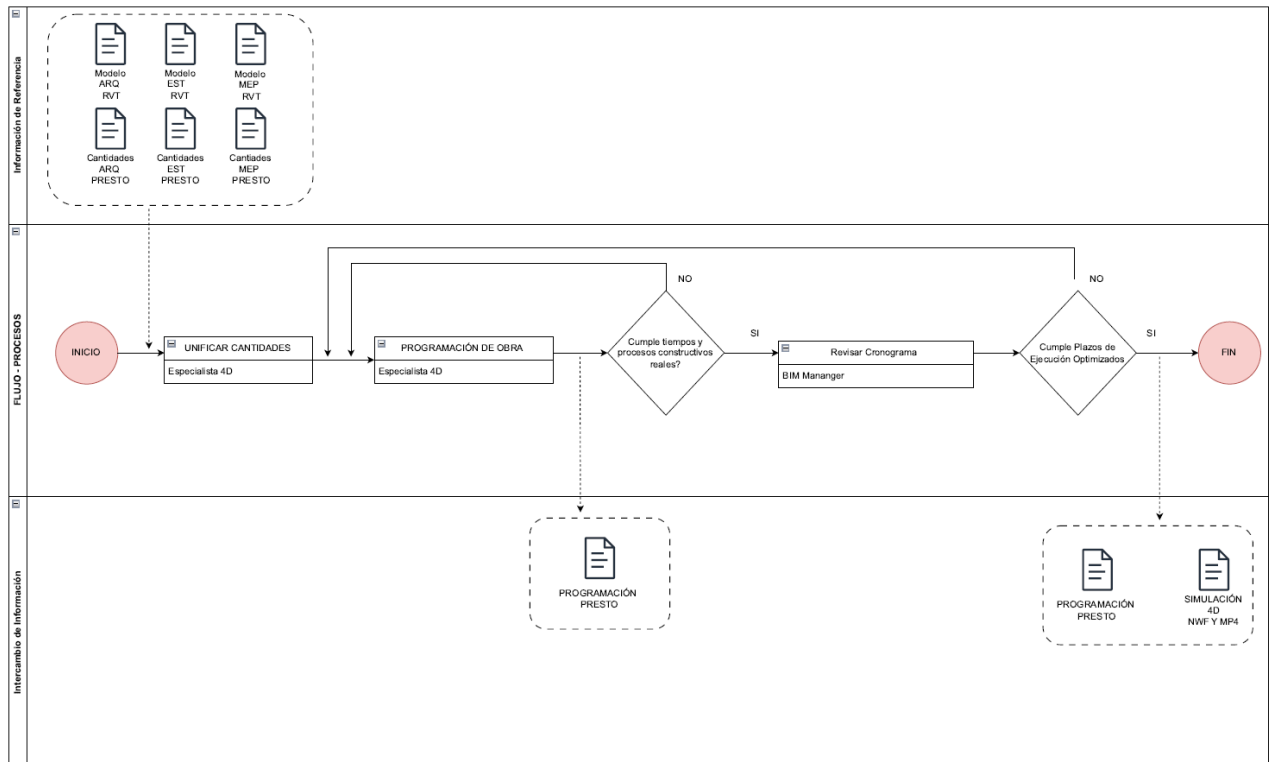 Información de Referencia
Modelo
ARQ
RVT
Modelo
EST
RVT
Modelo
MEP
RVT
Cantidades
ARQ
PRESTO
Cantidades
EST
PRESTO
Cantiades
MEP
PRESTO
FLUJO - PROCESOS
INICIO
UNIFICAR CANTIDADES
Especialista 4D
PROGRAMACIÓN DE OBRA
Especialista 4D
NO
Cumple tiempos y
procesos constructivos
reales?
SI
Revisar Cronograma
BIM Mananger
NO
Cumple Plazos de
Ejecución Optimizados
SI
FIN
Intercambio de Información
PROGRAMACIÓN
PRESTO
PROGRAMACIÓN
PRESTO
SIMULACIÓN
4D
NWF Y MP4